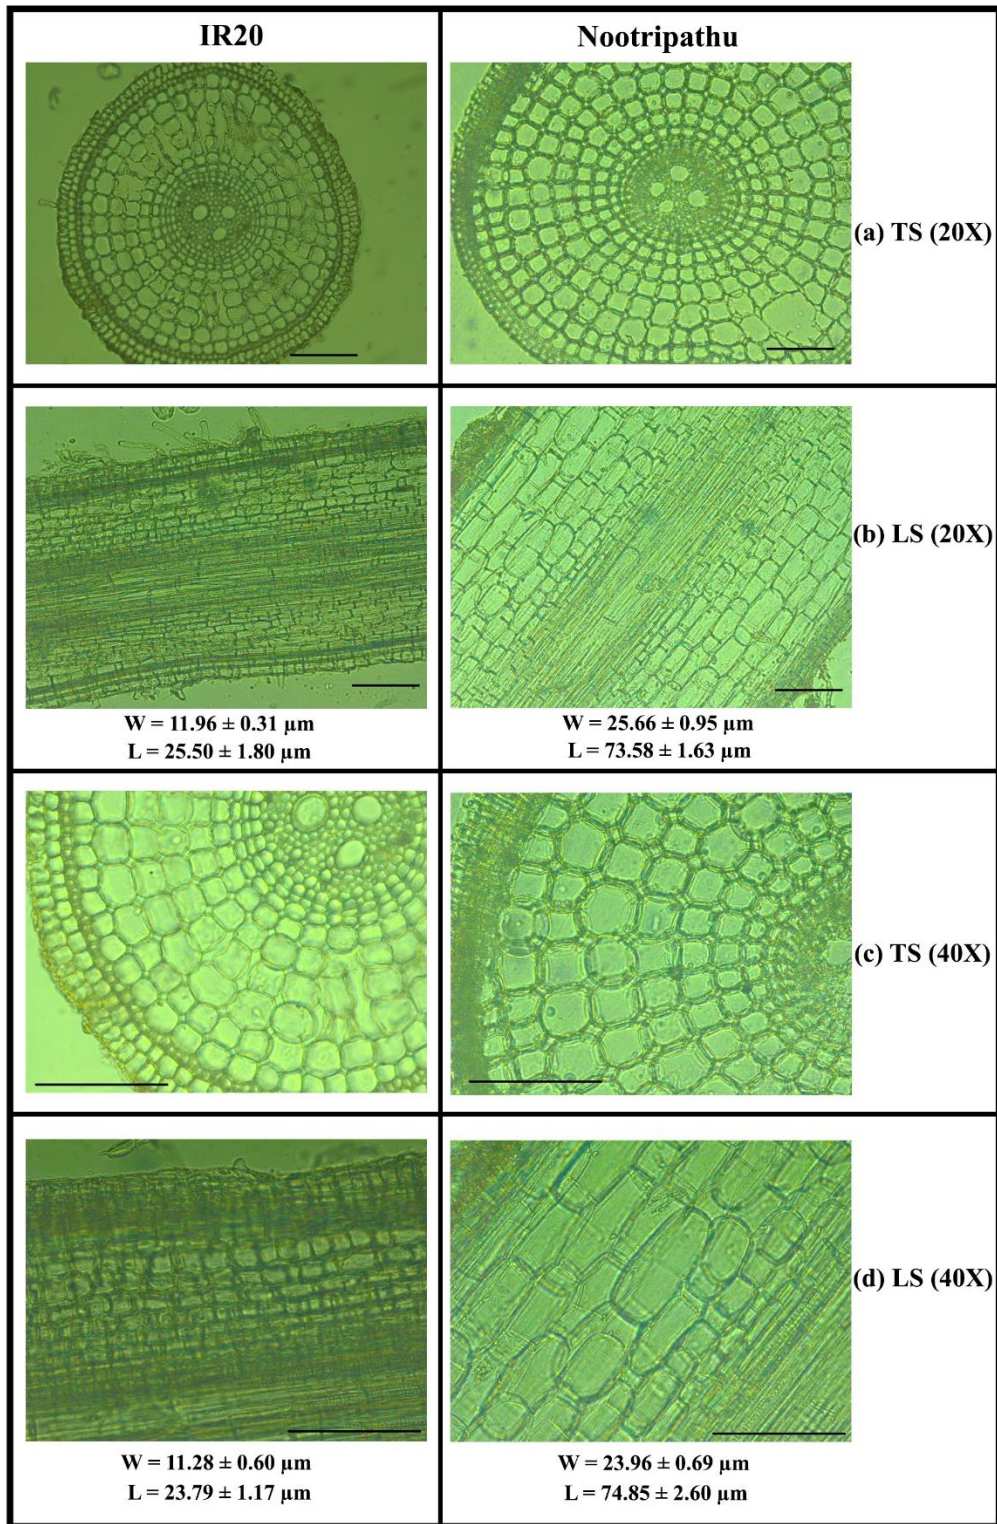 IR20
Nootripathu
(a) TS (20X)
(b) LS (20X)
W = 11.96 ± 0.31 µm
L = 25.50 ± 1.80 µm
W = 25.66 ± 0.95 µm
L = 73.58 ± 1.63 µm
(c) TS (40X)
(d) LS (40X)
W = 11.28 ± 0.60 µm
L = 23.79 ± 1.17 µm
W = 23.96 ± 0.69 µm
L = 74.85 ± 2.60 µm